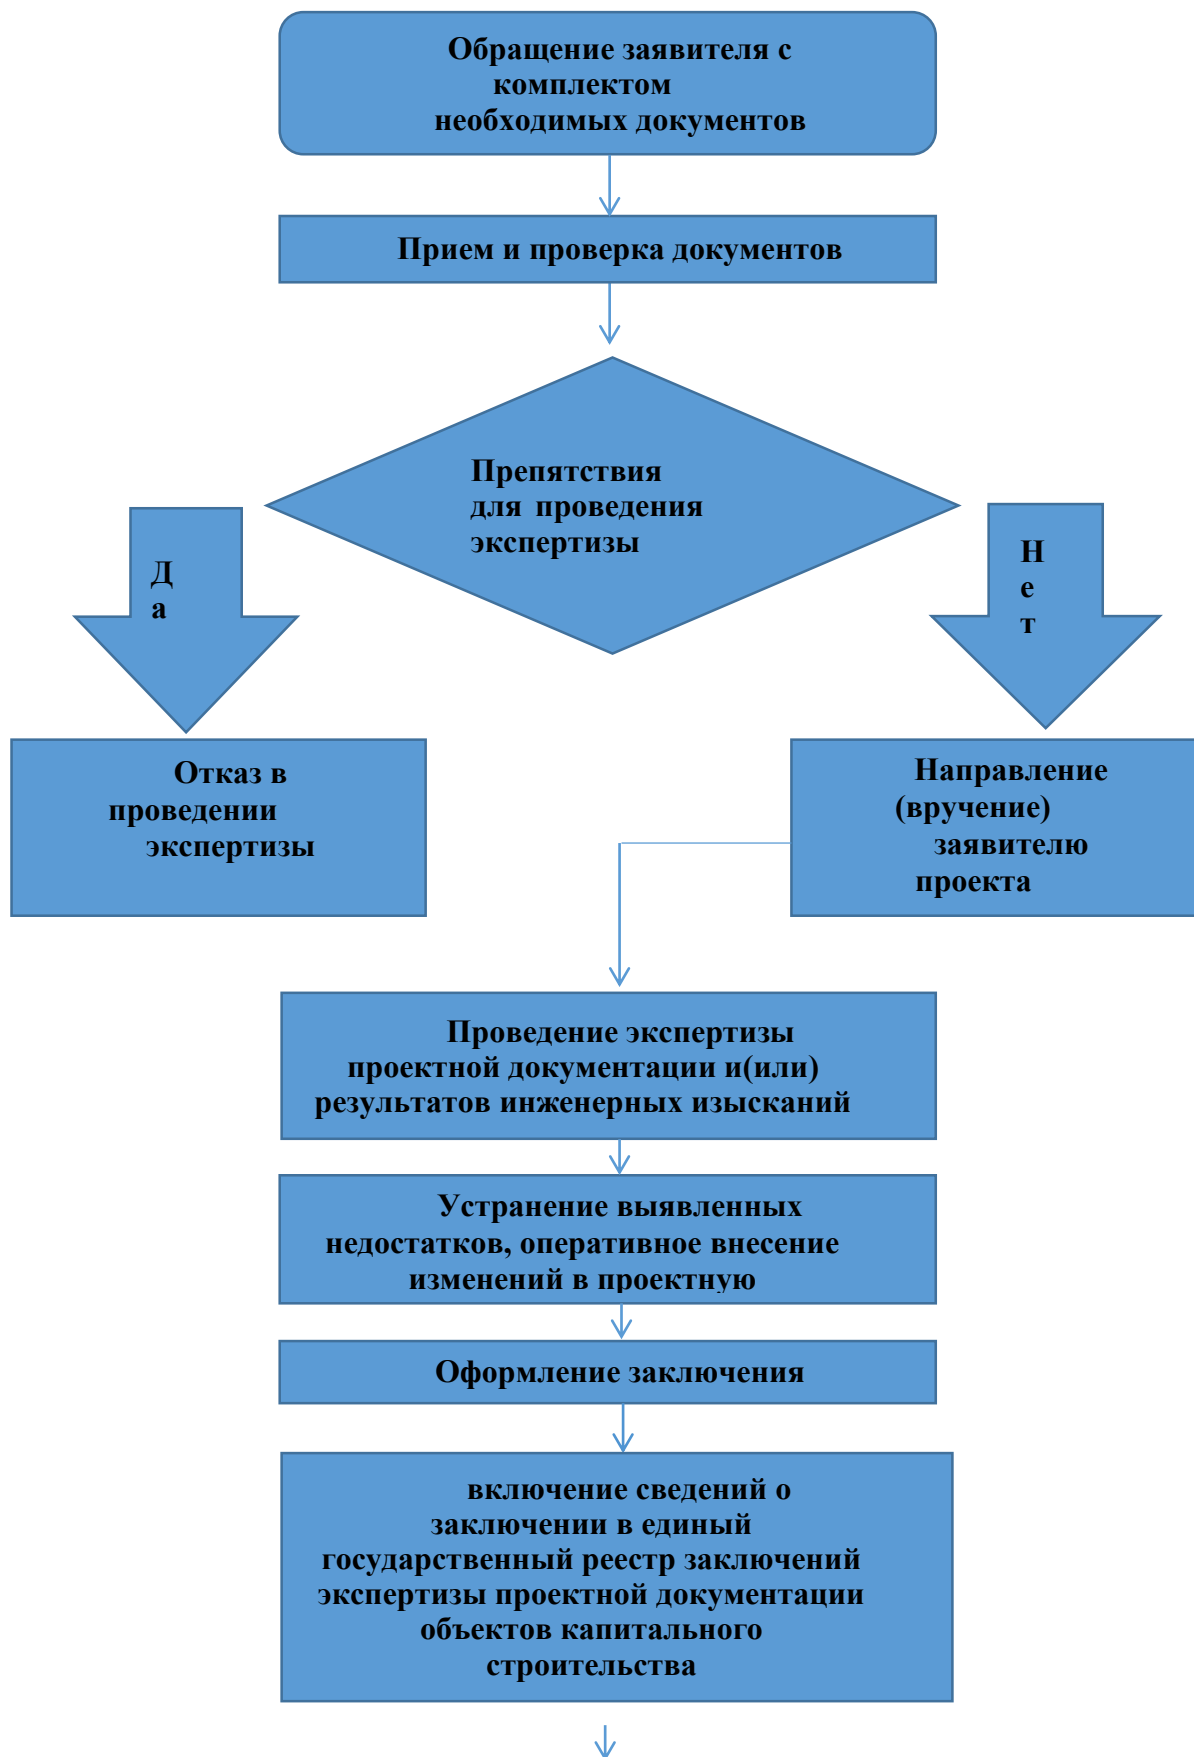 Обращение заявителя с
комплектом
необходимых документов
Прием и проверка документов
Препятствия
для проведения
экспертизы
Д
а
Н
е
т
Отказ в
проведении
экспертизы
Направление
(вручение)
заявителю
проекта
Проведение экспертизы
проектной документации и(или)
результатов инженерных изысканий
Устранение выявленных
недостатков, оперативное внесение
изменений в проектную
Оформление заключения
включение сведений о
заключении в единый
государственный реестр заключений
экспертизы проектной документации
объектов капитального
строительства